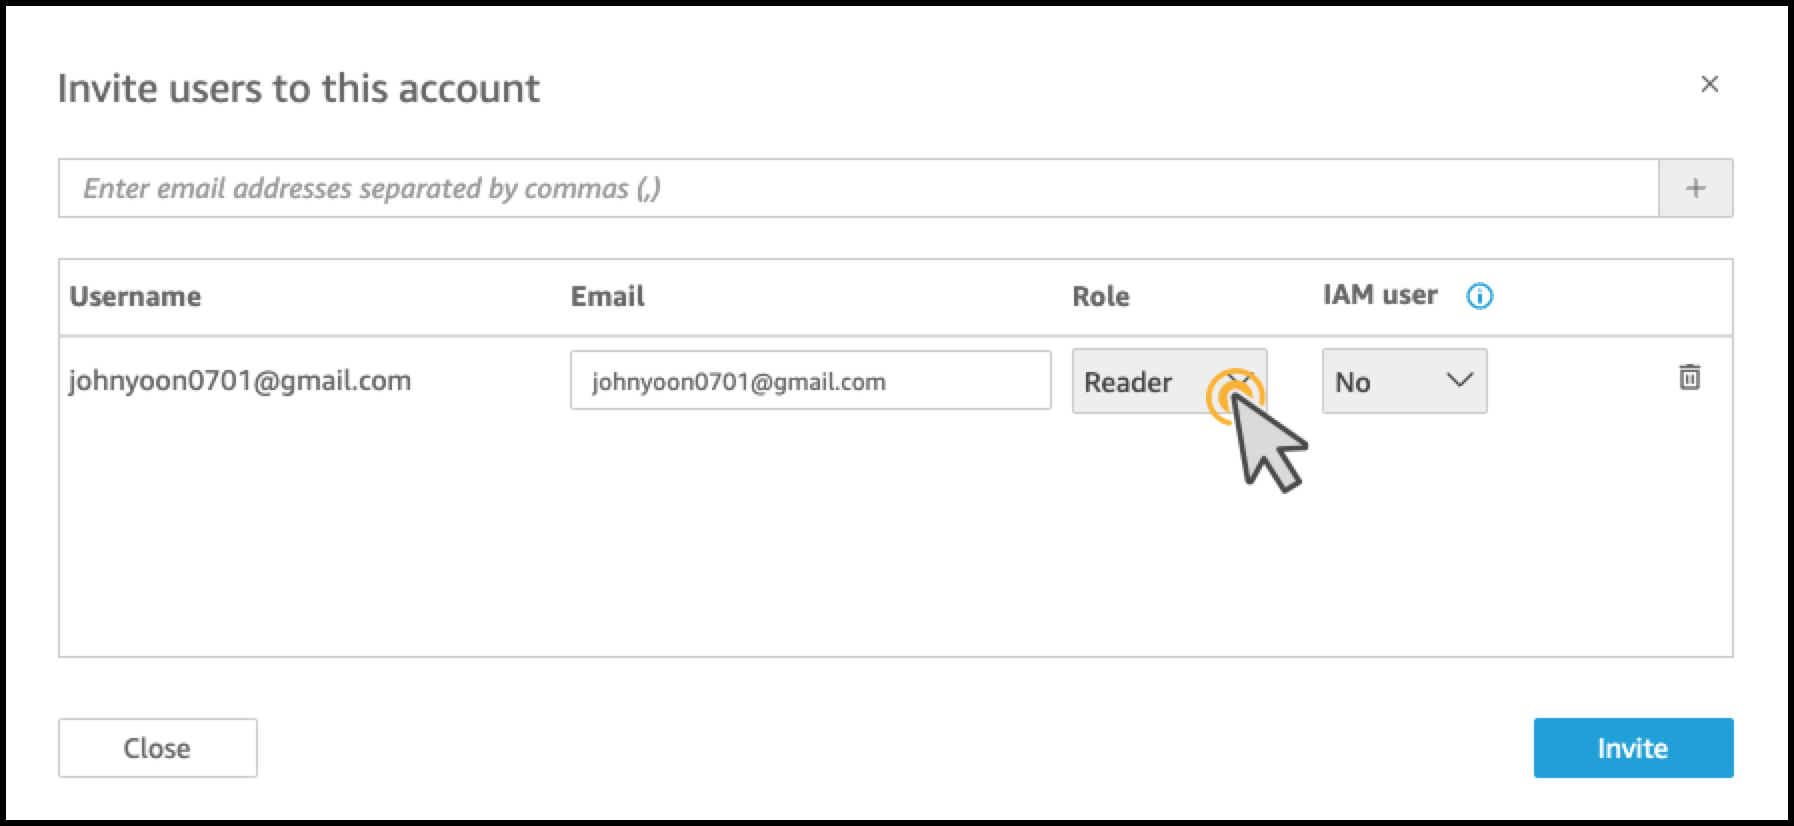 Invite users to this account
Enter email addresses separated by commas (,)
Username Email Role IAM user
johnyoon0701@gmail.com johnyoon0701@gmail.com Reader No
Close Invite